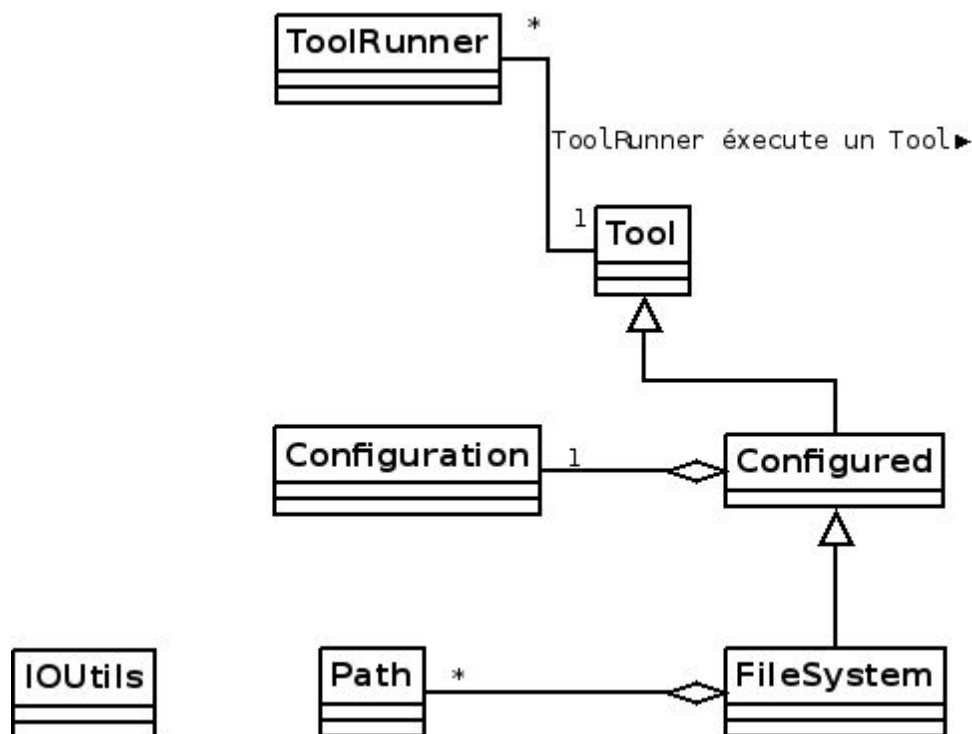 ToolRunner
*
ToolRunner éxecute un Tool►
1
Tool
Configuration
1
Configured
IOUtils
Path
*
FileSystem